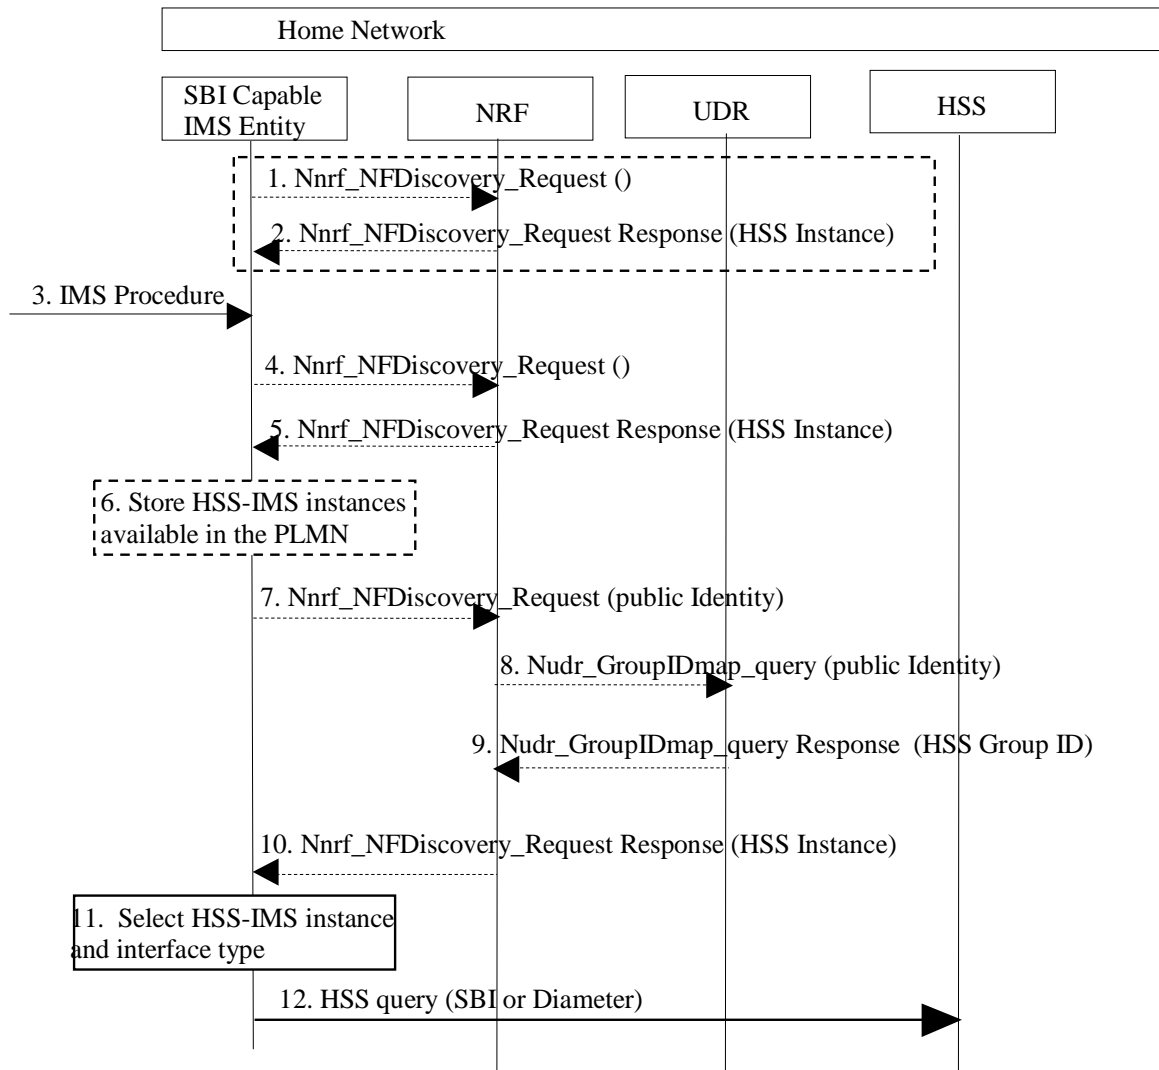 Home Network
SBI Capable
IMS Entity
NRF
UDR
HSS
1. Nnrf_NFDiscovery_Request ()
2. Nnrf_NFDiscovery_Request Response (HSS Instance)
3. IMS Procedure
4. Nnrf_NFDiscovery_Request ()
5. Nnrf_NFDiscovery_Request Response (HSS Instance)
6. Store HSS-IMS instances
available in the PLMN
7. Nnrf_NFDiscovery_Request (public Identity)
8. Nudr_GroupIDmap_query (public Identity)
9. Nudr_GroupIDmap_query Response (HSS Group ID)
10. Nnrf_NFDiscovery_Request Response (HSS Instance)
11. Select HSS-IMS instance
and interface type
12. HSS query (SBI or Diameter)